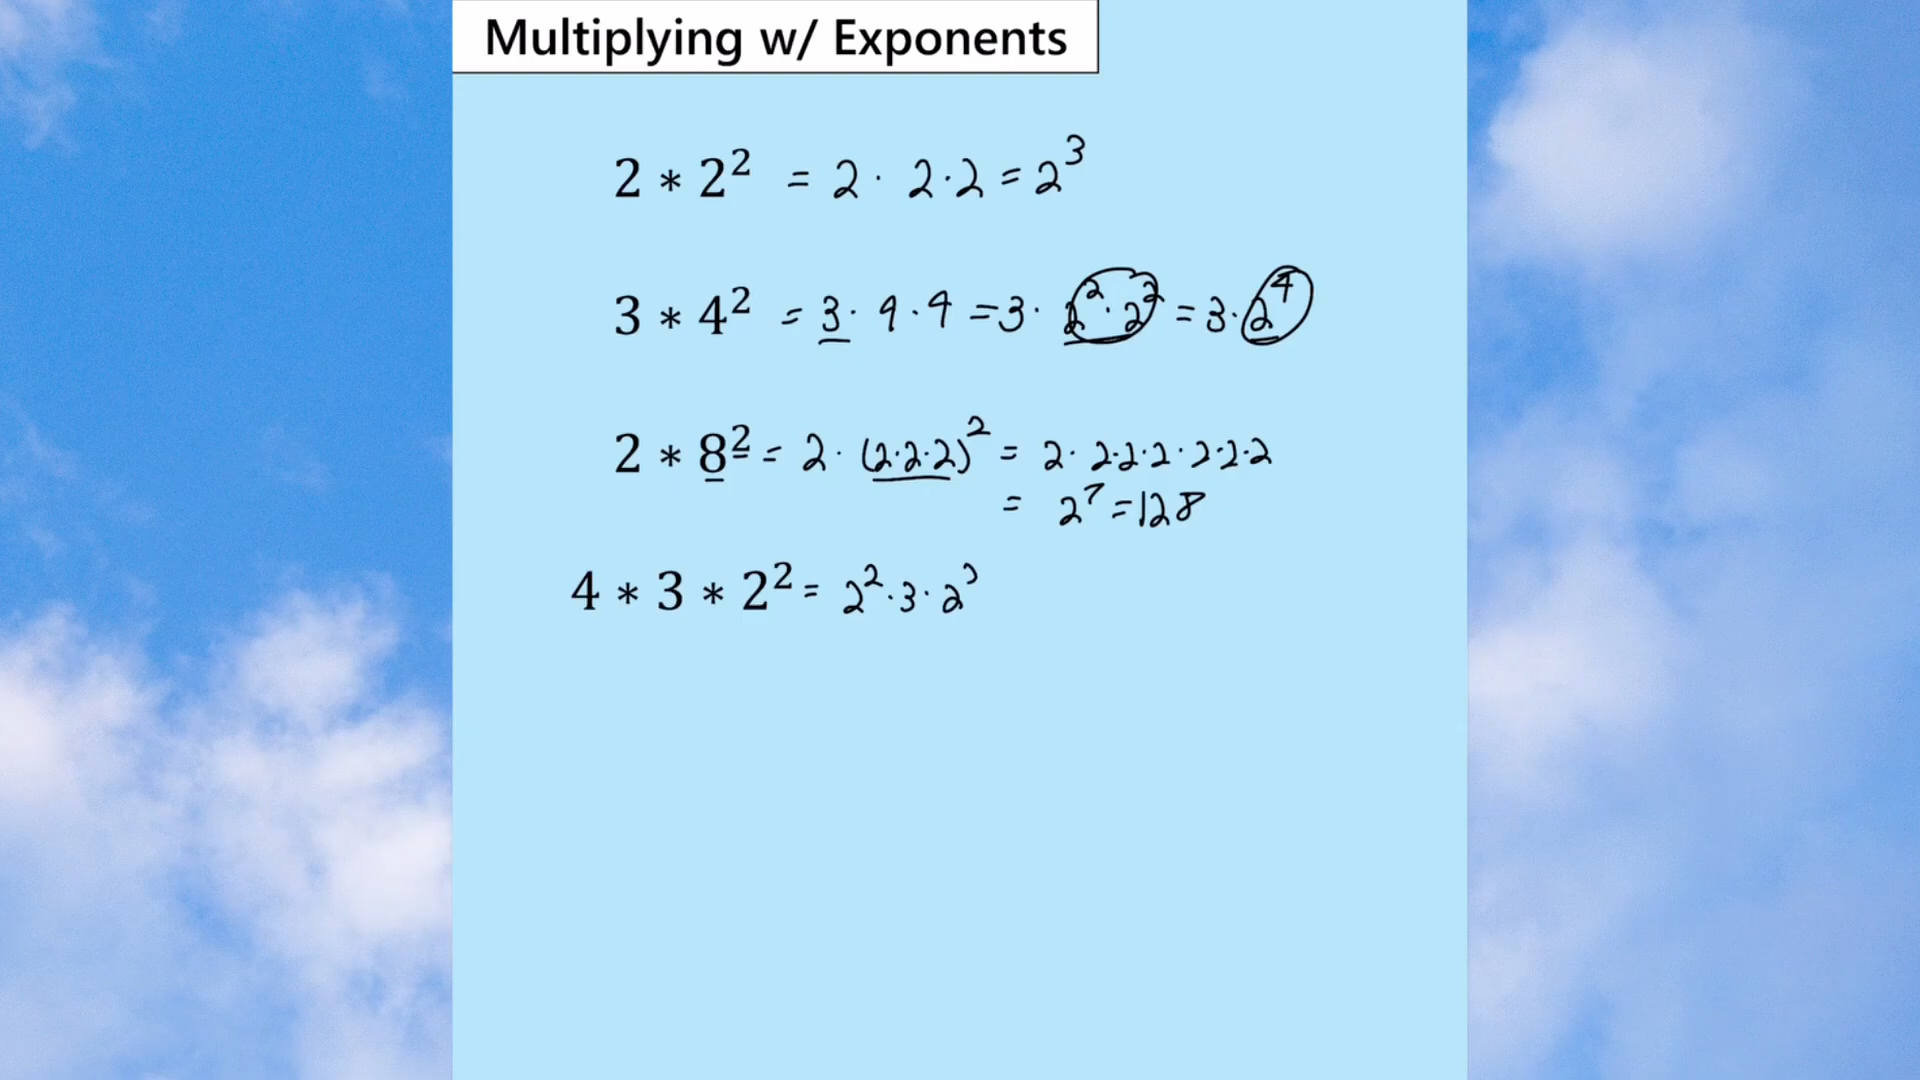 Multiplying w/ Exponents
2 * 2² = 2 · 2·2 = 2³
3 * 4² = 3 · 4 · 4 = 3 · 2² · 2² = 3 · 2⁴
2 * 8² = 2 · (2·2·2)² = 2 · 2·2·2 · 2·2·2
= 2⁷ = 128
4 * 3 * 2² = 2² · 3 · 2